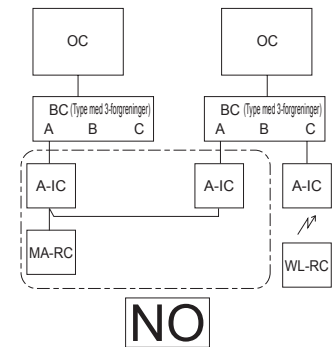 OC OC
BC (Type med 3-forgreninger) BC (Type med 3-forgreninger)
A B C A B C
A-IC A-IC A-IC
MA-RC WL-RC
NO